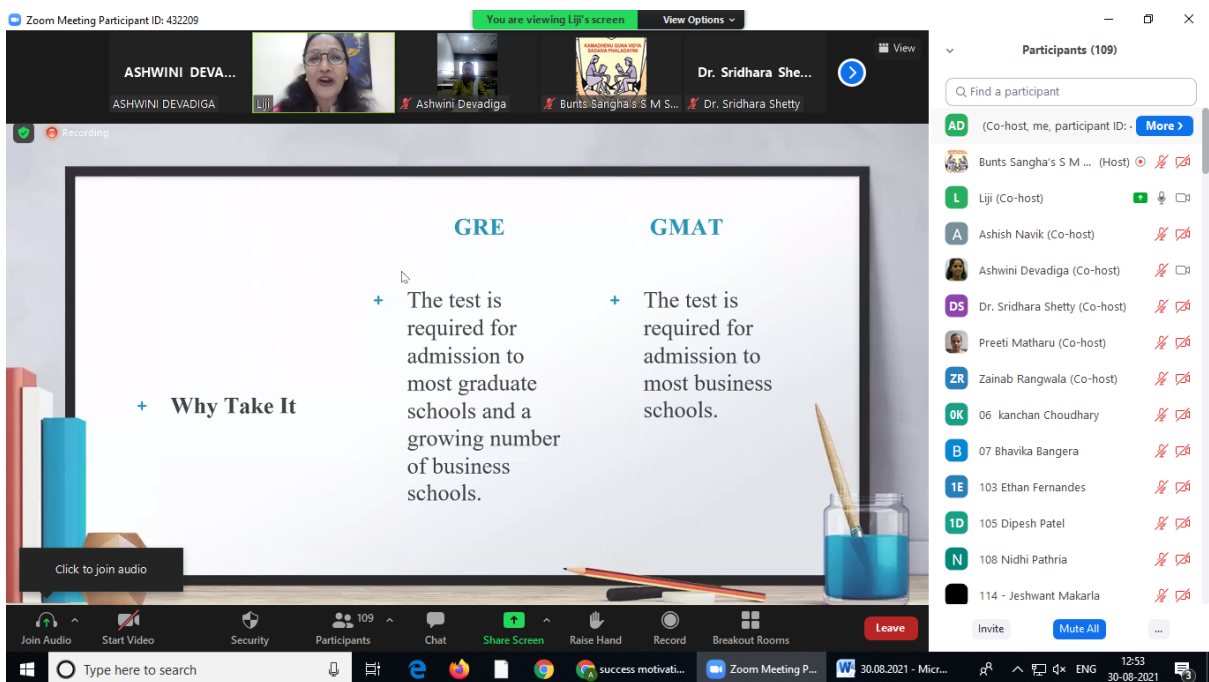 Zoom Meeting Participant ID: 432209
You are viewing Liji's screen
View Options
ASHWINI DEVA...
ASHWINI DEVADIGA
Liji
Ashwini Devadiga
KAMADHENU GUNA VIDYA
SADAIVA PHALADAYINI
Bunts Sangha's S M S...
Dr. Sridhara She...
Dr. Sridhara Shetty
View
Recording
GRE
GMAT
+ Why Take It
+ The test is
required for
admission to
most graduate
schools and a
growing number
of business
schools.
+ The test is
required for
admission to
most business
schools.
Click to join audio
Participants (109)
Find a participant
AD (Co-host, me, participant ID: More >
Bunts Sangha's S M ... (Host)
L Liji (Co-host)
A Ashish Navik (Co-host)
Ashwini Devadiga (Co-host)
DS Dr. Sridhara Shetty (Co-host)
Preeti Matharu (Co-host)
ZR Zainab Rangwala (Co-host)
0K 06 kanchan Choudhary
B 07 Bhavika Bangera
1E 103 Ethan Fernandes
1D 105 Dipesh Patel
N 108 Nidhi Pathria
114 - Jeshwant Makarla
Invite
Mute All
...
Join Audio
Start Video
Security
109
Participants
Chat
Share Screen
Raise Hand
Record
Breakout Rooms
Leave
Type here to search
success motivati...
Zoom Meeting P...
30.08.2021 - Micr...
ENG
12:53
30-08-2021
3